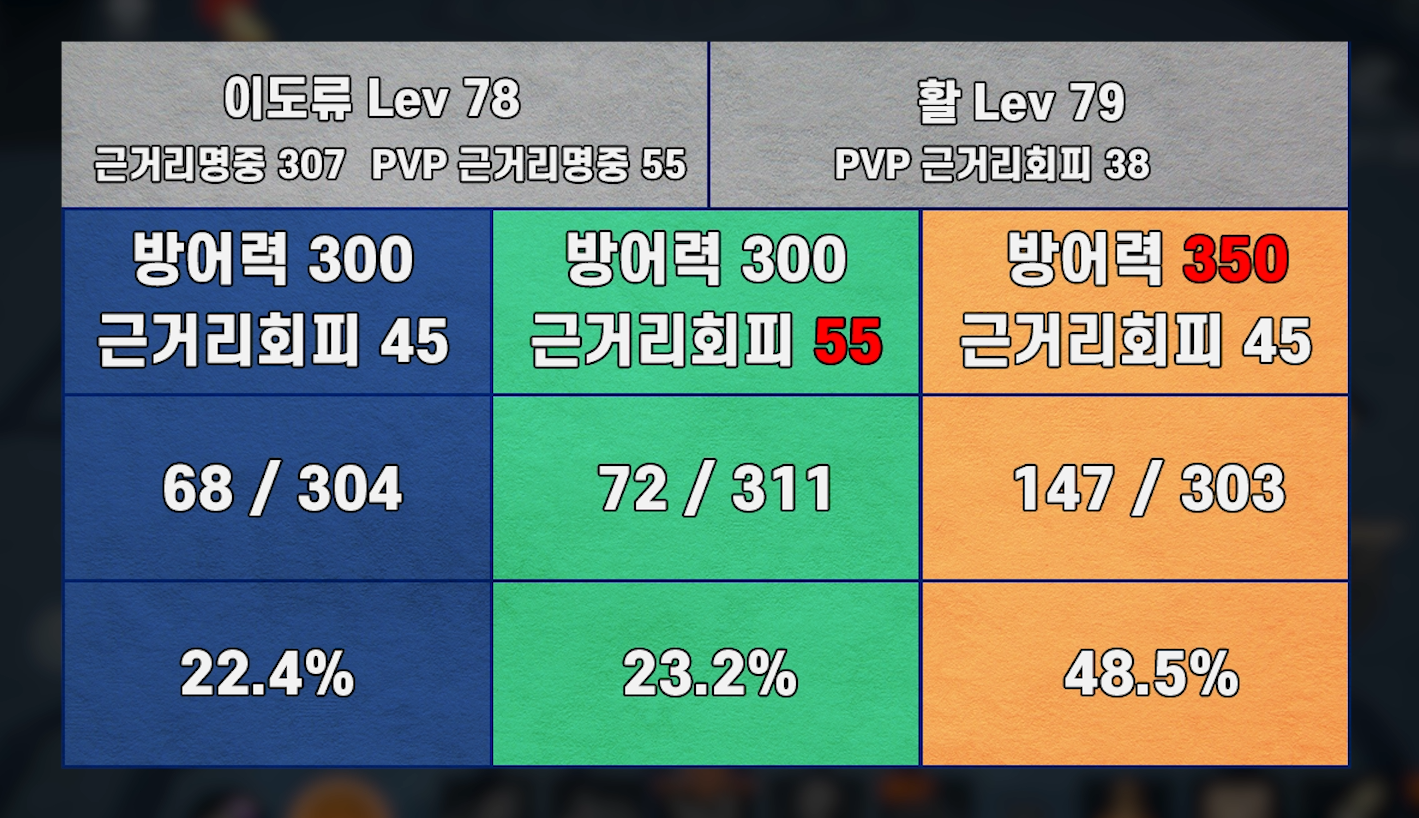 이도류 Lev 78
근거리명중 307 PVP 근거리명중 55
활 Lev 79
PVP 근거리회피 38
방어력 300
근거리회피 45
방어력 300
근거리회피 55
방어력 350
근거리회피 45
68 / 304
72 / 311
147 / 303
22.4%
23.2%
48.5%